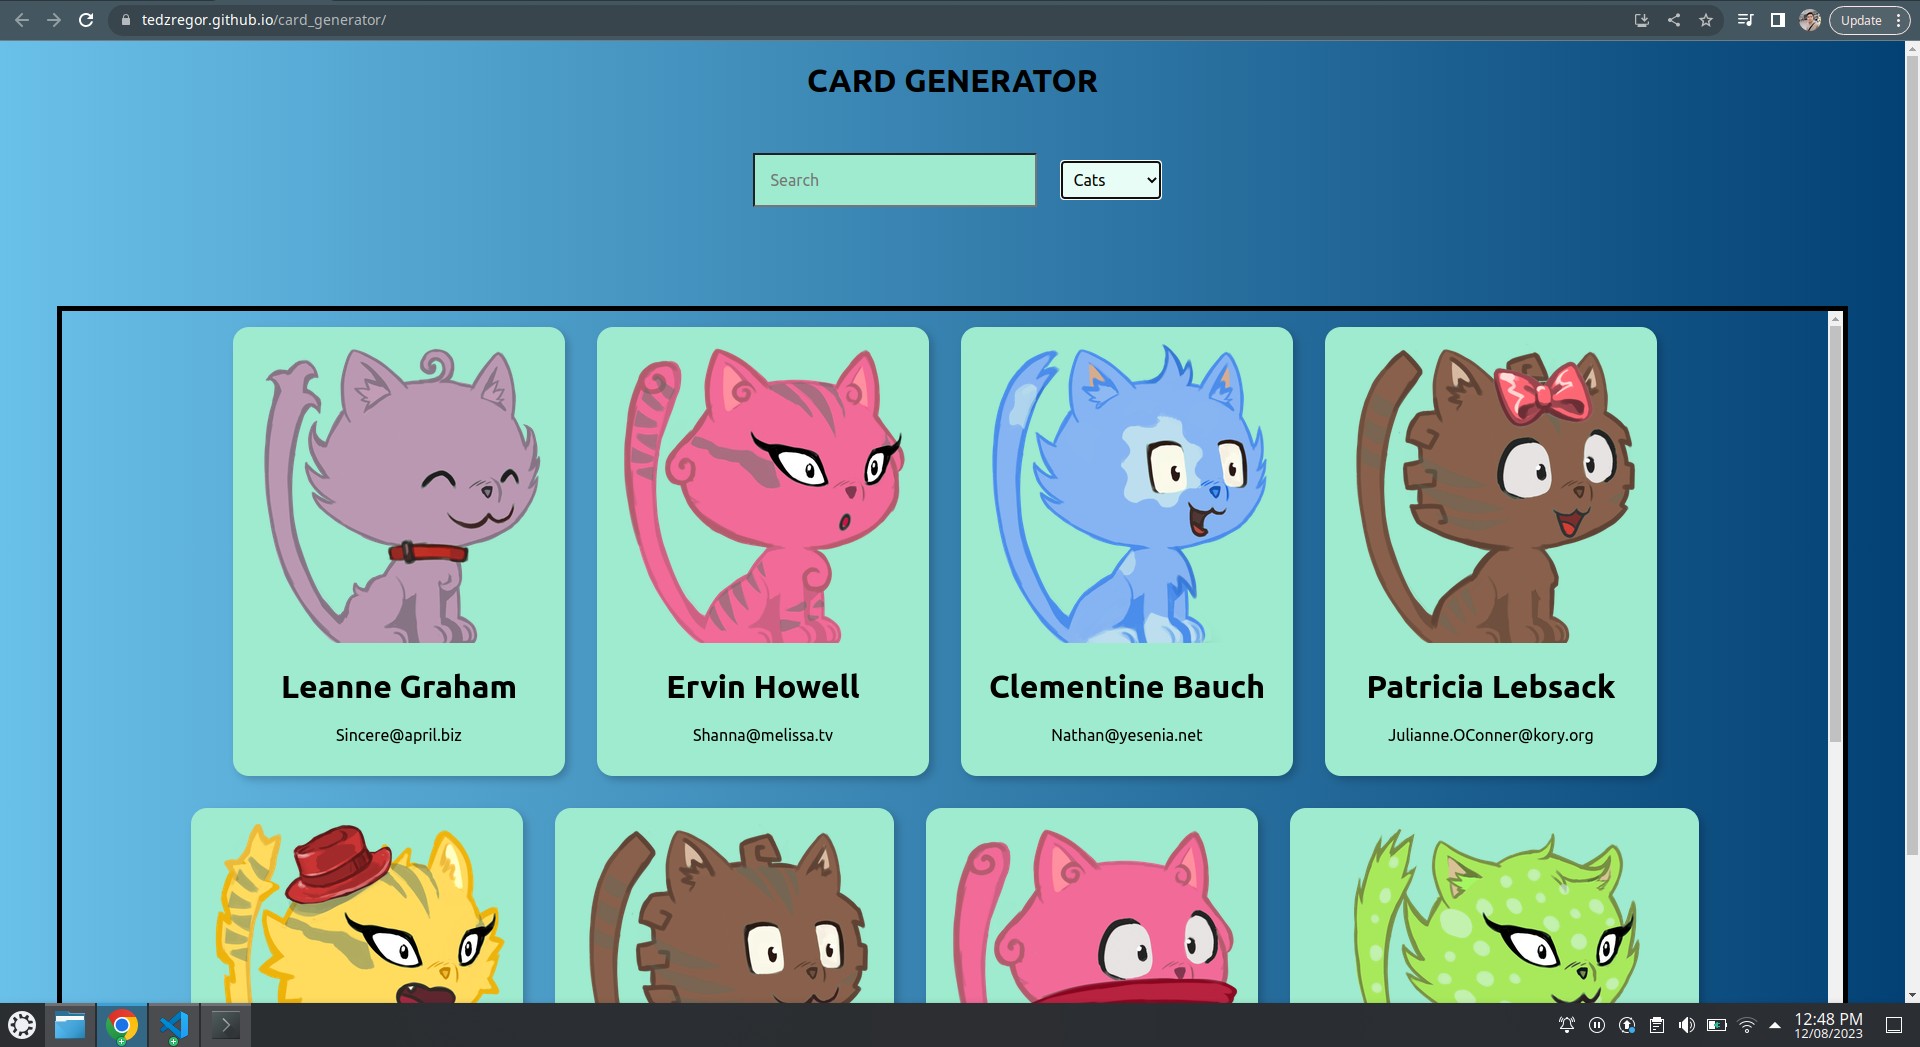 tedzregor.github.io/card_generator/
Update
CARD GENERATOR
Search
Cats
Leanne Graham
Ervin Howell
Clementine Bauch
Patricia Lebsack
Sincere@april.biz
Shanna@melissa.tv
Nathan@yesenia.net
Julianne.OConner@kory.org
12:48 PM
12/08/2023